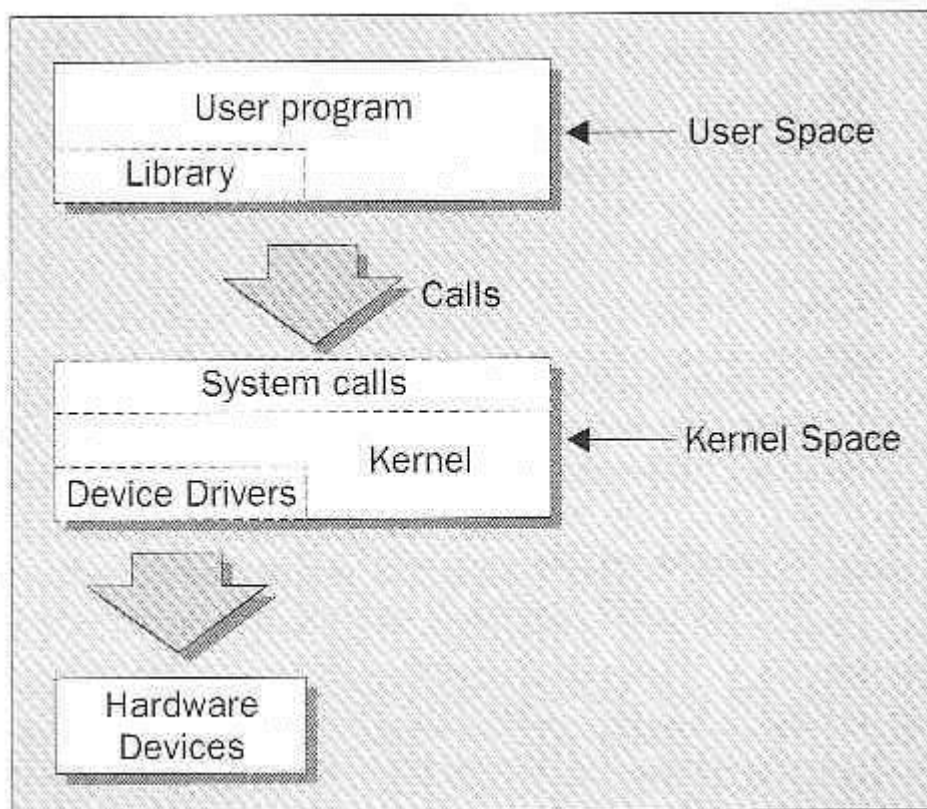 User program
Library
User Space
Calls
System calls
Kernel
Kernel Space
Device Drivers
Hardware
Devices